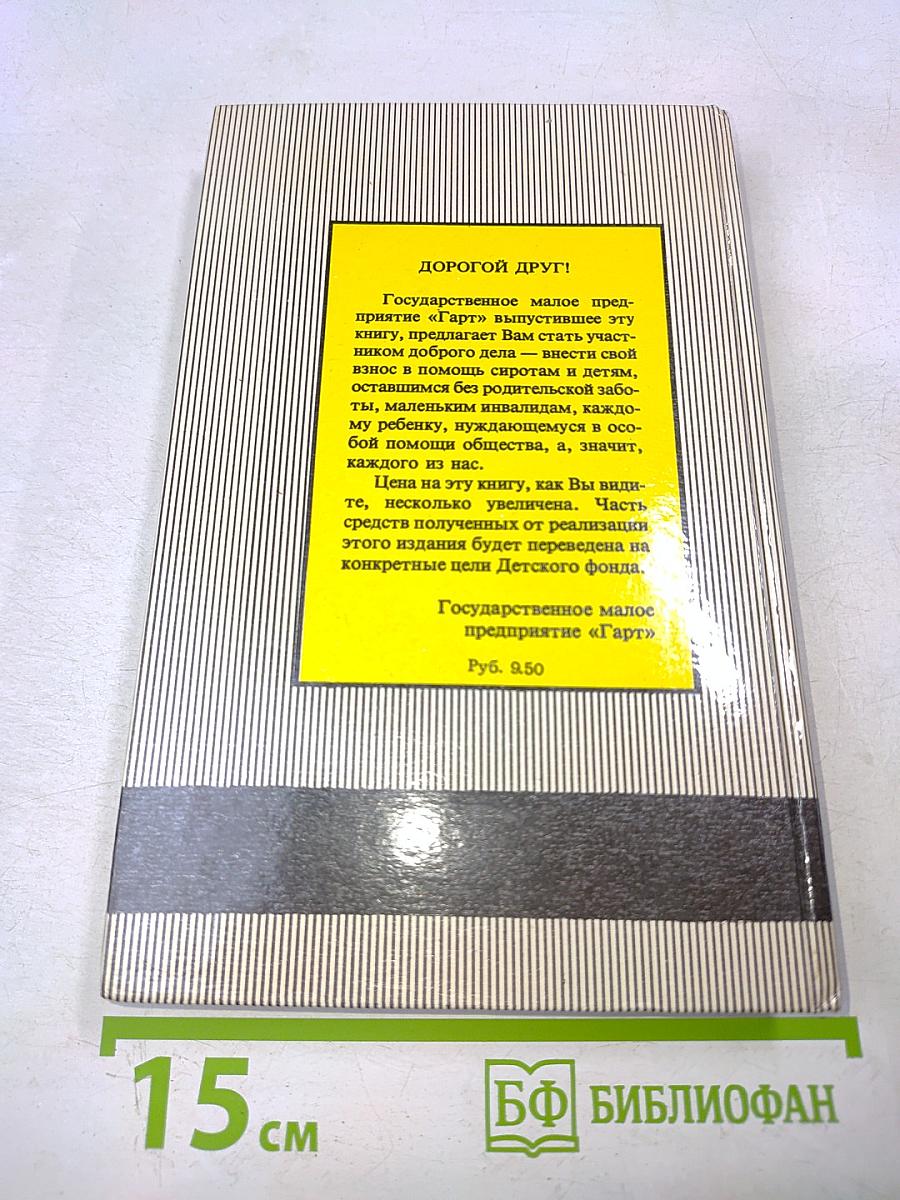 ДОРОГОЙ ДРУГ!
Государственное малое пред-
приятие «Гарт» выпустившее эту
книгу, предлагает Вам стать участ-
ником доброго дела — внести свой
взнос в помощь сиротам и детям,
оставшимся без родительской забо-
ты, маленьким инвалидам, каждо-
му ребенку, нуждающемуся в осо-
бой помощи общества, а, значит,
каждого из нас.
Цена на эту книгу, как Вы види-
те, несколько увеличена. Часть
средств полученных от реализации
этого издания будет переведена на
конкретные цели Детского фонда.
Государственное малое
предприятие «Гарт»
Руб. 9.50
15 см
БФ БИБЛИОФАН